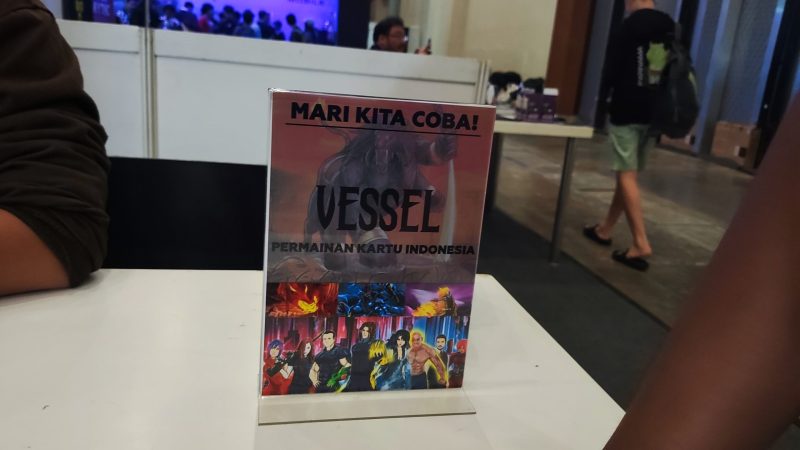 MARI KITA COBA!
VESSEL
PERMAINAN KARTU INDONESIA